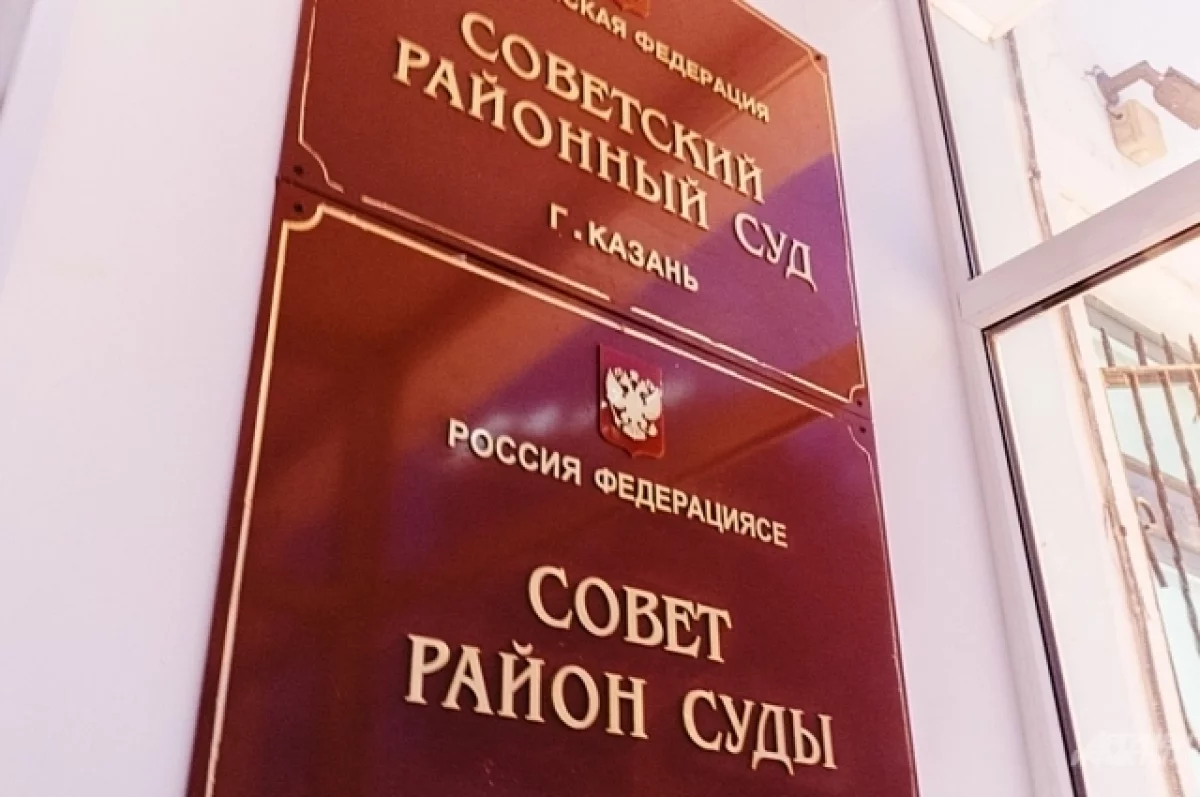 ФЕДЕРАЦИЯ
СОВЕТСКИЙ
РАЙОННЫЙ СУД
Г. КАЗАНЬ
РОССИЯ ФЕДЕРАЦИЯСЕ
СОВЕТ
РАЙОН СУДЫ